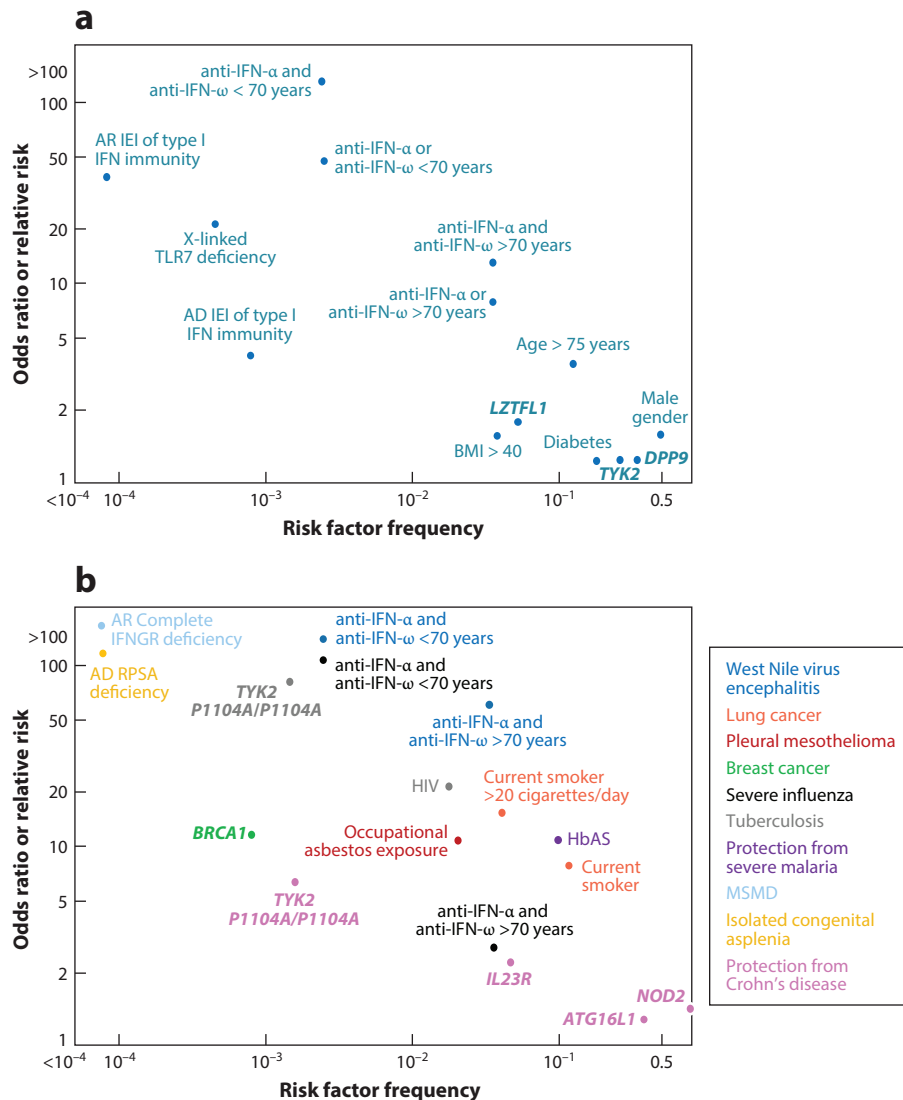 a
Odds ratio or relative risk
>100
100
50
20
10
5
2
1
anti-IFN-α and
anti-IFN-ω < 70 years
AR IEI of type I
IFN immunity
anti-IFN-α or
anti-IFN-ω <70 years
X-linked
TLR7 deficiency
anti-IFN-α and
anti-IFN-ω >70 years
anti-IFN-α or
anti-IFN-ω >70 years
AD IEI of type I
IFN immunity
Age > 75 years
LZTFL1
Male
gender
BMI > 40
Diabetes
DPP9
TYK2
<10⁻⁴
10⁻⁴
10⁻³
10⁻²
10⁻¹
0.5
Risk factor frequency
b
Odds ratio or relative risk
>100
100
50
20
10
5
2
1
AR Complete
IFNGR deficiency
anti-IFN-α and
anti-IFN-ω <70 years
AD RPSA
deficiency
anti-IFN-α and
anti-IFN-ω <70 years
TYK2
P1104A/P1104A
anti-IFN-α and
anti-IFN-ω >70 years
HIV
Current smoker
>20 cigarettes/day
BRCA1
Occupational
asbestos exposure
HbAS
Current
smoker
TYK2
P1104A/P1104A
anti-IFN-α and
anti-IFN-ω >70 years
IL23R
NOD2
ATG16L1
<10⁻⁴
10⁻⁴
10⁻³
10⁻²
10⁻¹
0.5
Risk factor frequency
West Nile virus
encephalitis
Lung cancer
Pleural mesothelioma
Breast cancer
Severe influenza
Tuberculosis
Protection from
severe malaria
MSMD
Isolated congenital
asplenia
Protection from
Crohn's disease